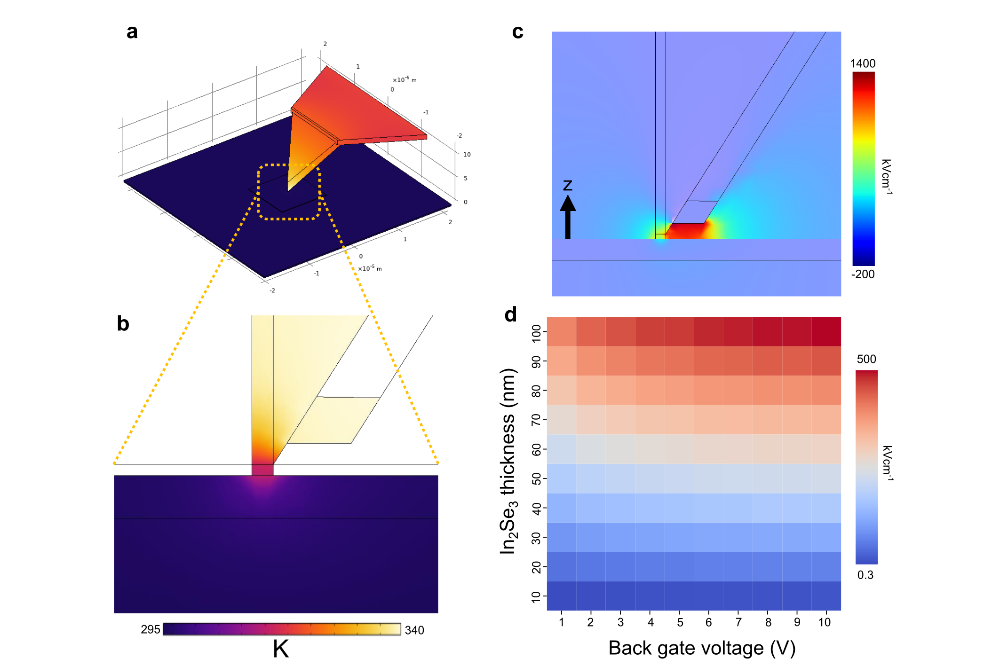 a
2
1
×10⁻⁵ m
0
-1
-2
10
5
0
2
1
0
×10⁻⁵ m
-1
-2
b
295
340
K
c
Z
1400
kVcm⁻¹
-200
d
In₂Se₃ thickness (nm)
100
90
80
70
60
50
40
30
20
10
1 2 3 4 5 6 7 8 9 10
Back gate voltage (V)
500
kVcm⁻¹
0.3